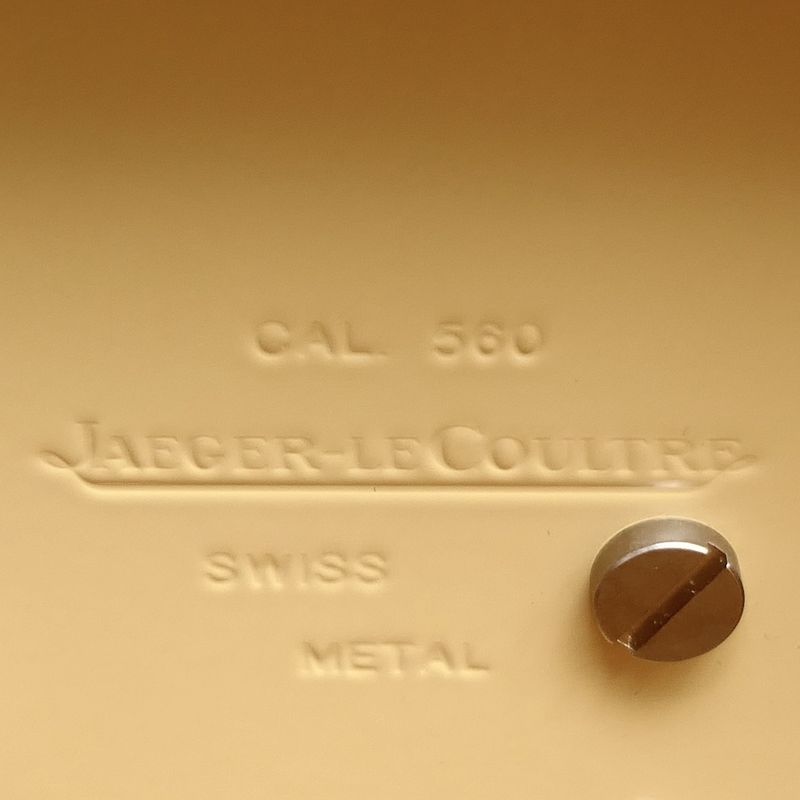 CAL. 560
JAEGER-LECOULTRE
SWISS
METAL